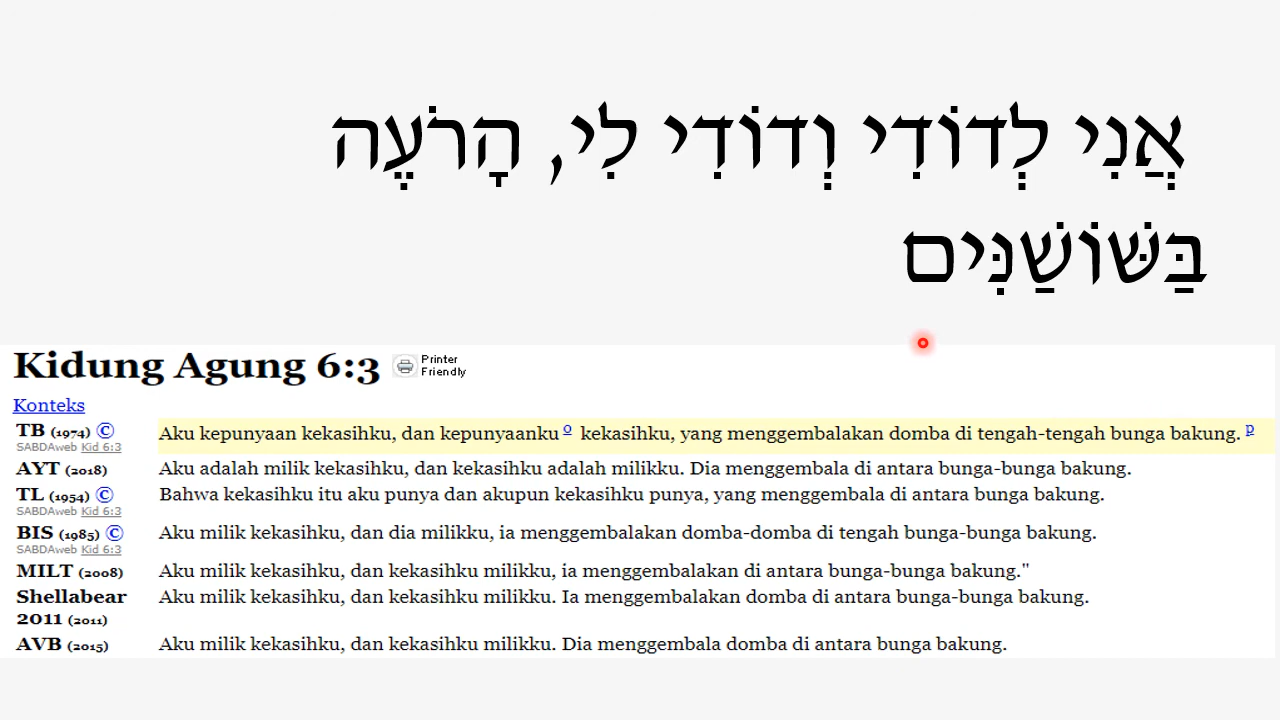 אֲנִי לְדוֹדִי וְדוֹדִי לִי, הָרֹעֶה
בַּשּׁוֹשַׁנִּים
Kidung Agung 6:3 Printer Friendly
Konteks
TB (1974) © Aku kepunyaan kekasihku, dan kepunyaanku o kekasihku, yang menggembalakan domba di tengah-tengah bunga bakung. p
SABDAweb Kid 6:3
AYT (2018) Aku adalah milik kekasihku, dan kekasihku adalah milikku. Dia menggembala di antara bunga-bunga bakung.
TL (1954) © Bahwa kekasihku itu aku punya dan akupun kekasihku punya, yang menggembala di antara bunga bakung.
SABDAweb Kid 6:3
BIS (1985) © Aku milik kekasihku, dan dia milikku, ia menggembalakan domba-domba di tengah bunga-bunga bakung.
SABDAweb Kid 6:3
MILT (2008) Aku milik kekasihku, dan kekasihku milikku, ia menggembalakan di antara bunga-bunga bakung."
Shellabear Aku milik kekasihku, dan kekasihku milikku. Ia menggembalakan domba di antara bunga-bunga bakung.
2011 (2011)
AVB (2015) Aku milik kekasihku, dan kekasihku milikku. Dia menggembala domba di antara bunga bakung.